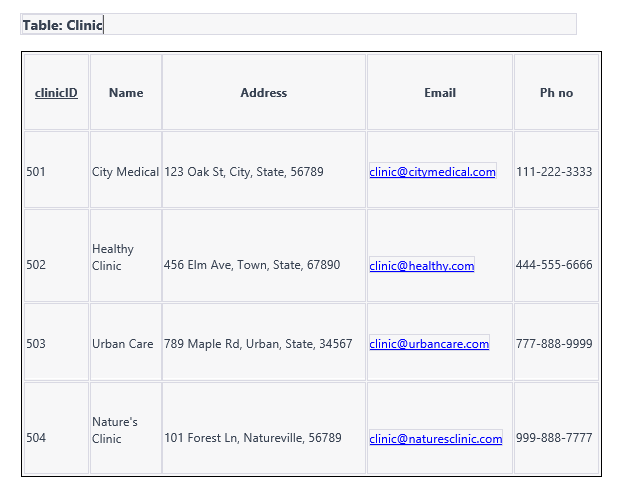 Table: Clinic
clinicID Name Address Email Ph no
501 City Medical 123 Oak St, City, State, 56789 clinic@citymedical.com 111-222-3333
Healthy
Clinic
502 456 Elm Ave, Town, State, 67890 clinic@healthy.com 444-555-6666
503 Urban Care 789 Maple Rd, Urban, State, 34567 clinic@urbancare.com 777-888-9999
Nature's
Clinic
504 101 Forest Ln, Natureville, 56789 clinic@naturesclinic.com 999-888-7777